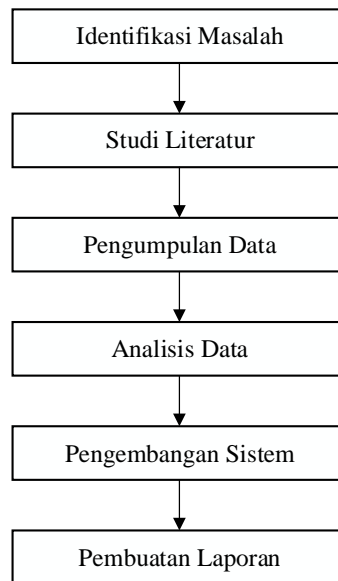 Identifikasi Masalah
Studi Literatur
Pengumpulan Data
Analisis Data
Pengembangan Sistem
Pembuatan Laporan